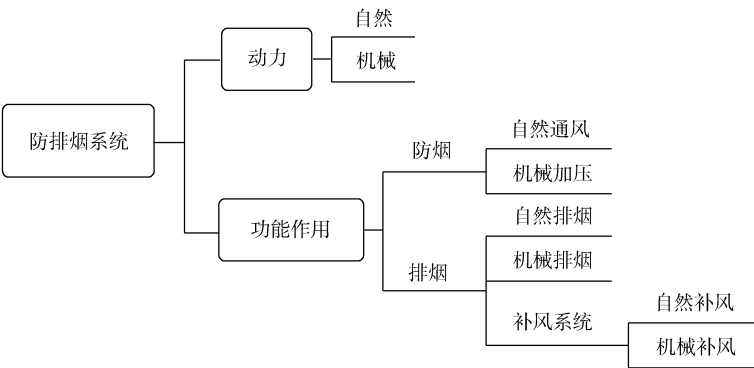 防排烟系统
动力
自然
机械
功能作用
防烟
自然通风
机械加压
排烟
自然排烟
机械排烟
补风系统
自然补风
机械补风